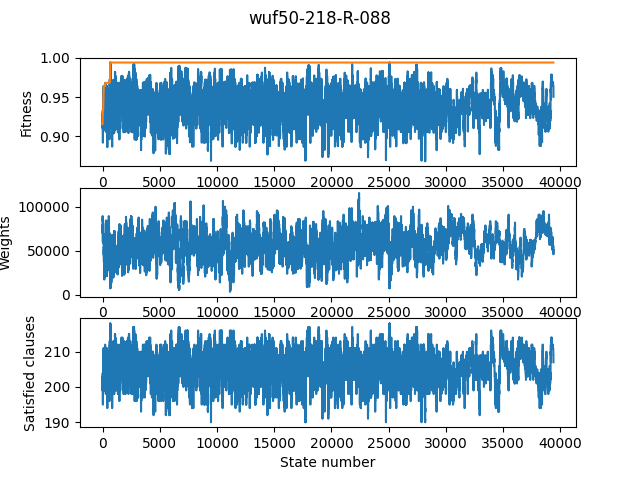 wuf50-218-R-088
1.00
0.95
0.90
Fitness
0 5000 10000 15000 20000 25000 30000 35000 40000
100000
50000
0
Weights
0 5000 10000 15000 20000 25000 30000 35000 40000
210
200
190
Satisfied clauses
0 5000 10000 15000 20000 25000 30000 35000 40000
State number